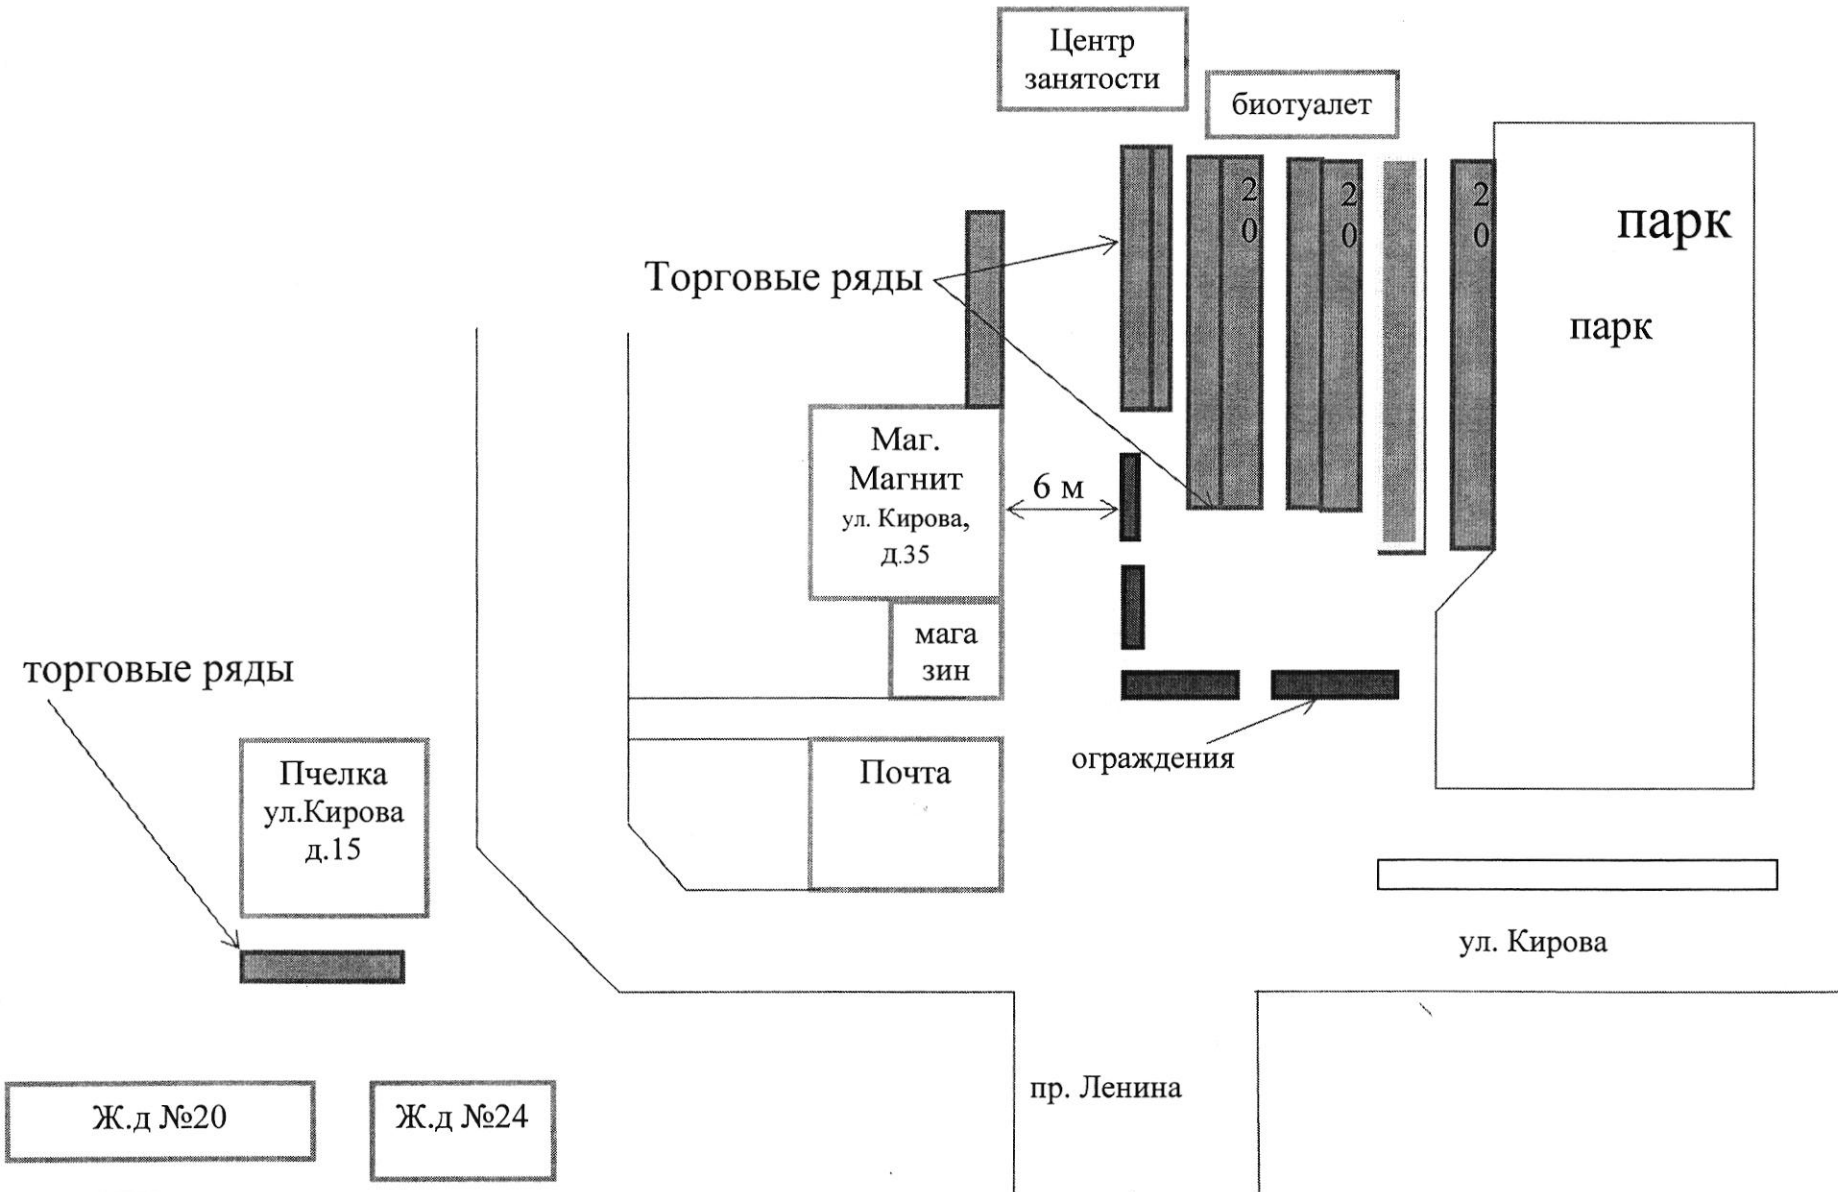 Центр
занятости
биотуалет
2
0
2
0
2
0
парк
Торговые ряды
парк
Маг.
Магнит
ул. Кирова,
д.35
6 м
мага
зин
торговые ряды
ограждения
Пчелка
ул.Кирова
д.15
Почта
ул. Кирова
пр. Ленина
Ж.д №20
Ж.д №24